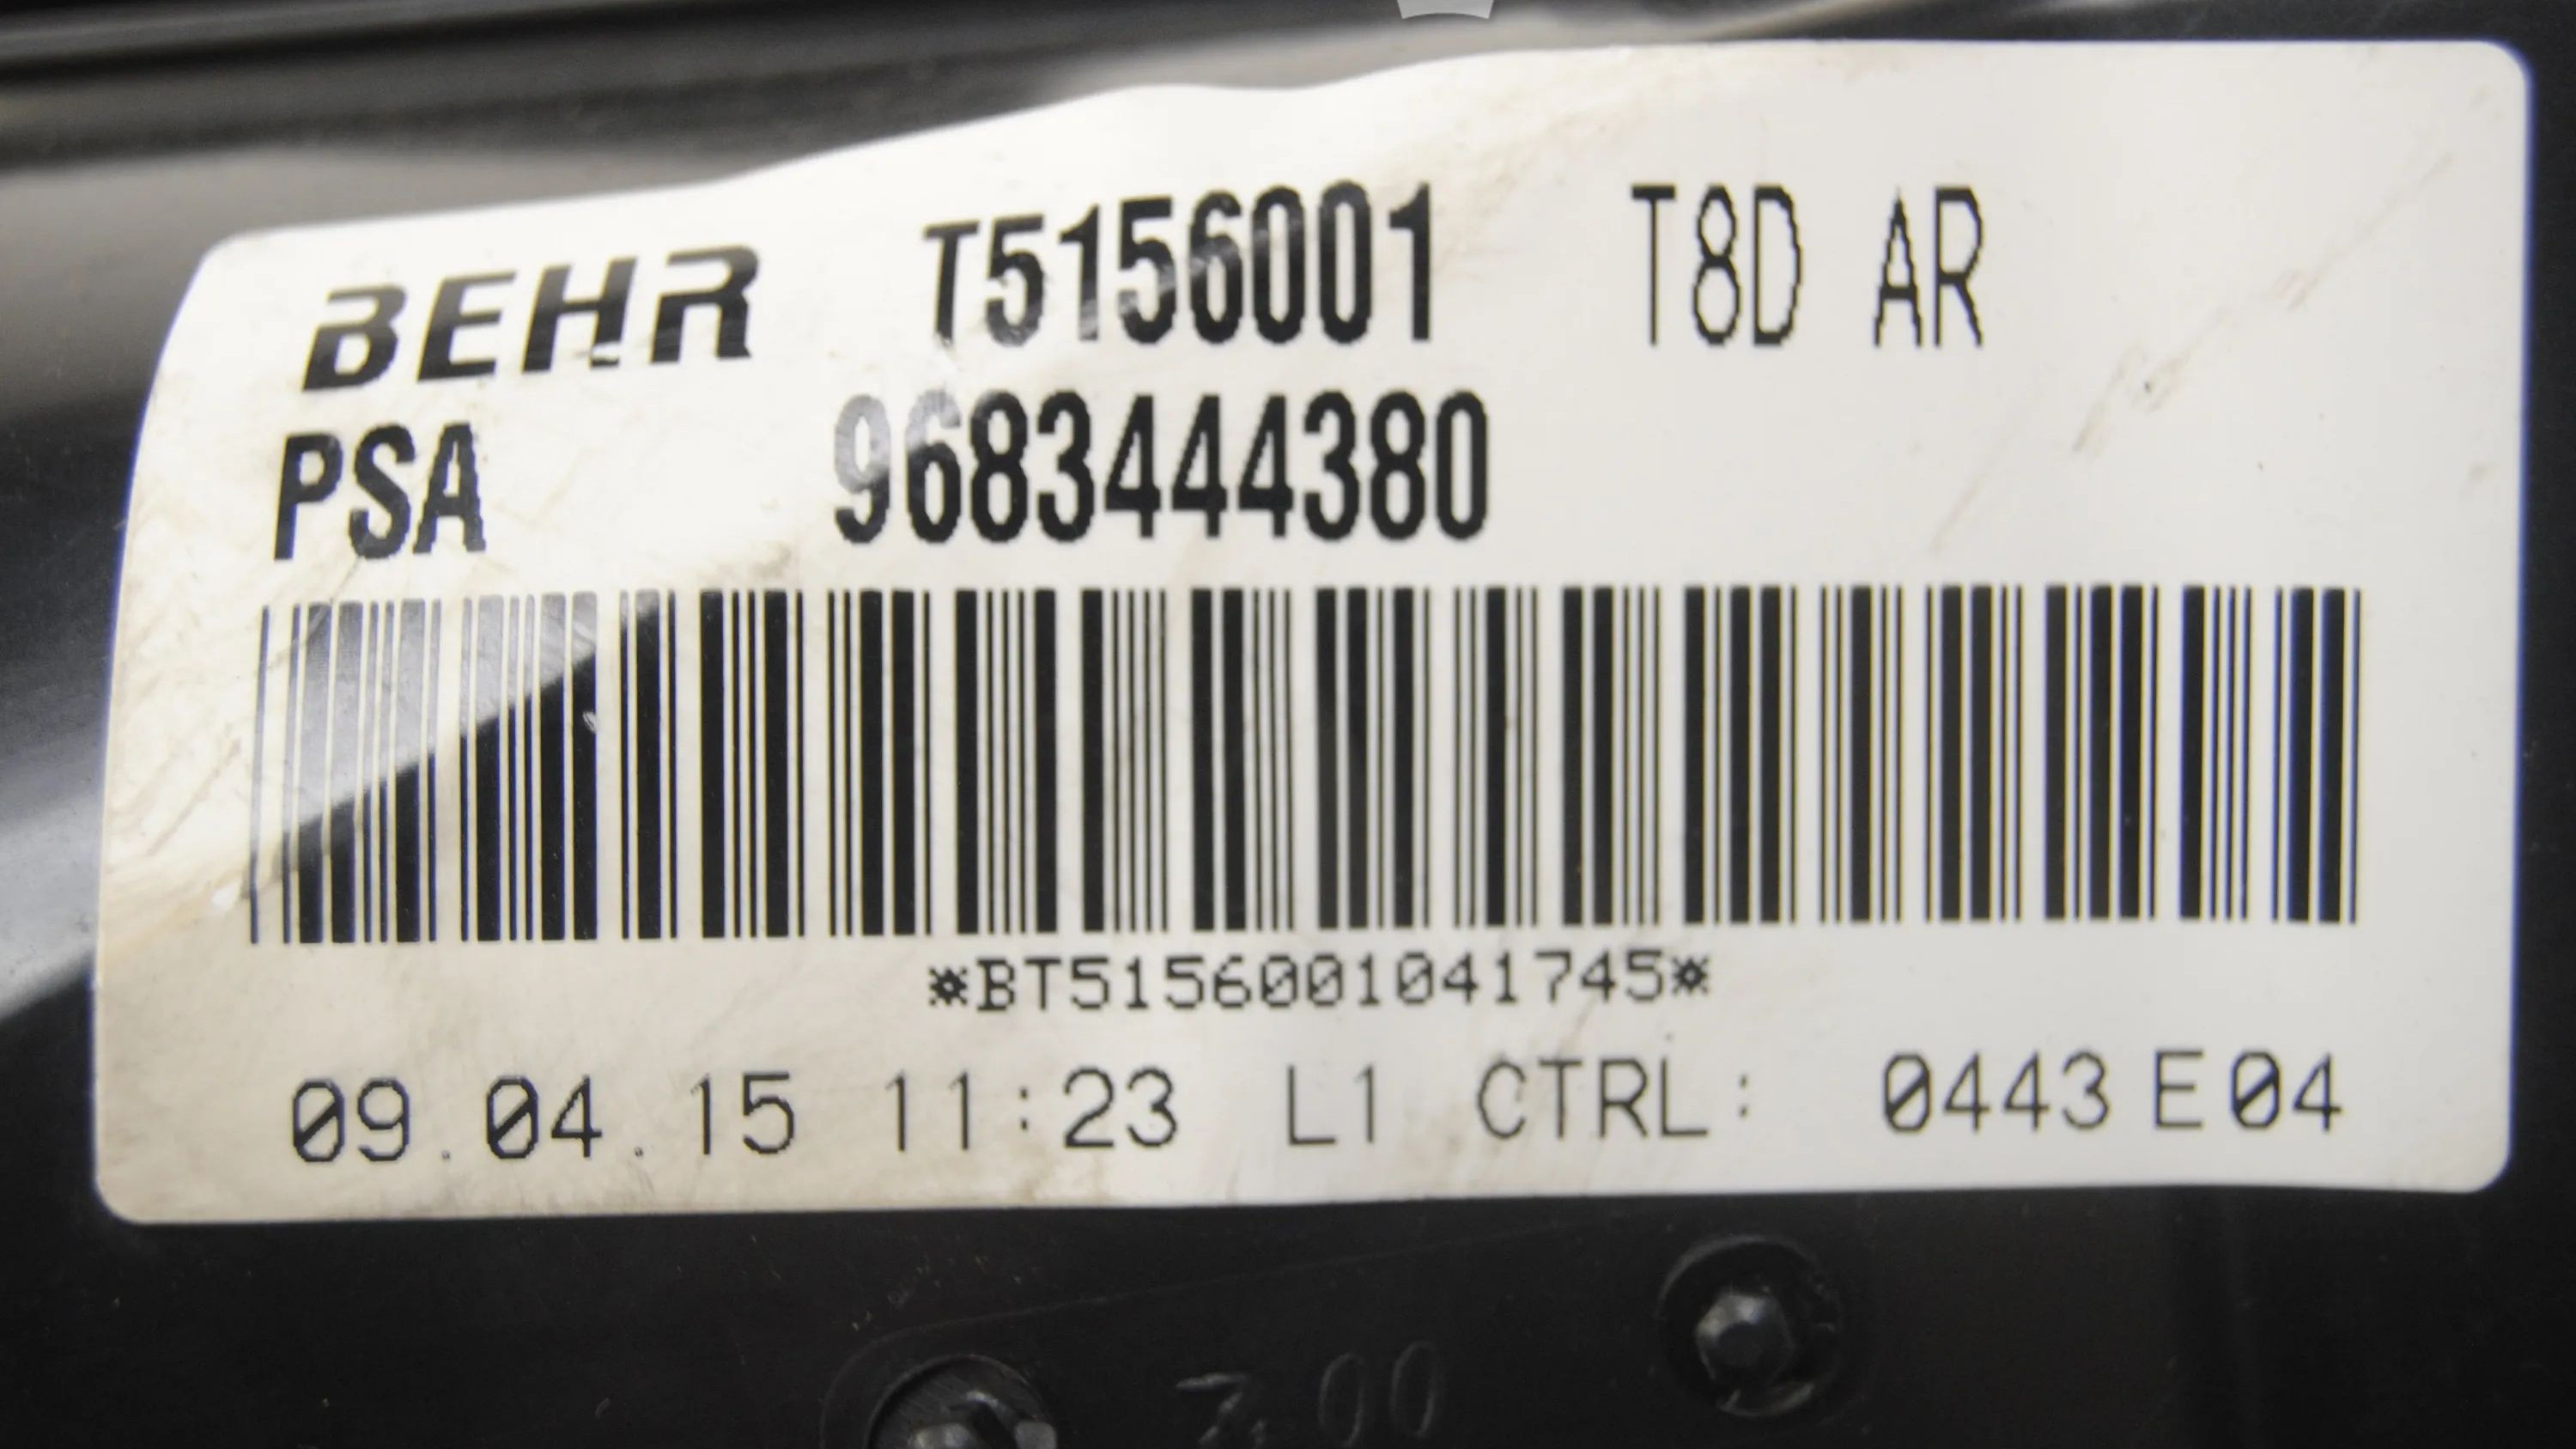 BEHR T5156001 T8D AR
PSA 9683444380
*BT5156001041745*
09.04.15 11:23 L1 CTRL: 0443 E04